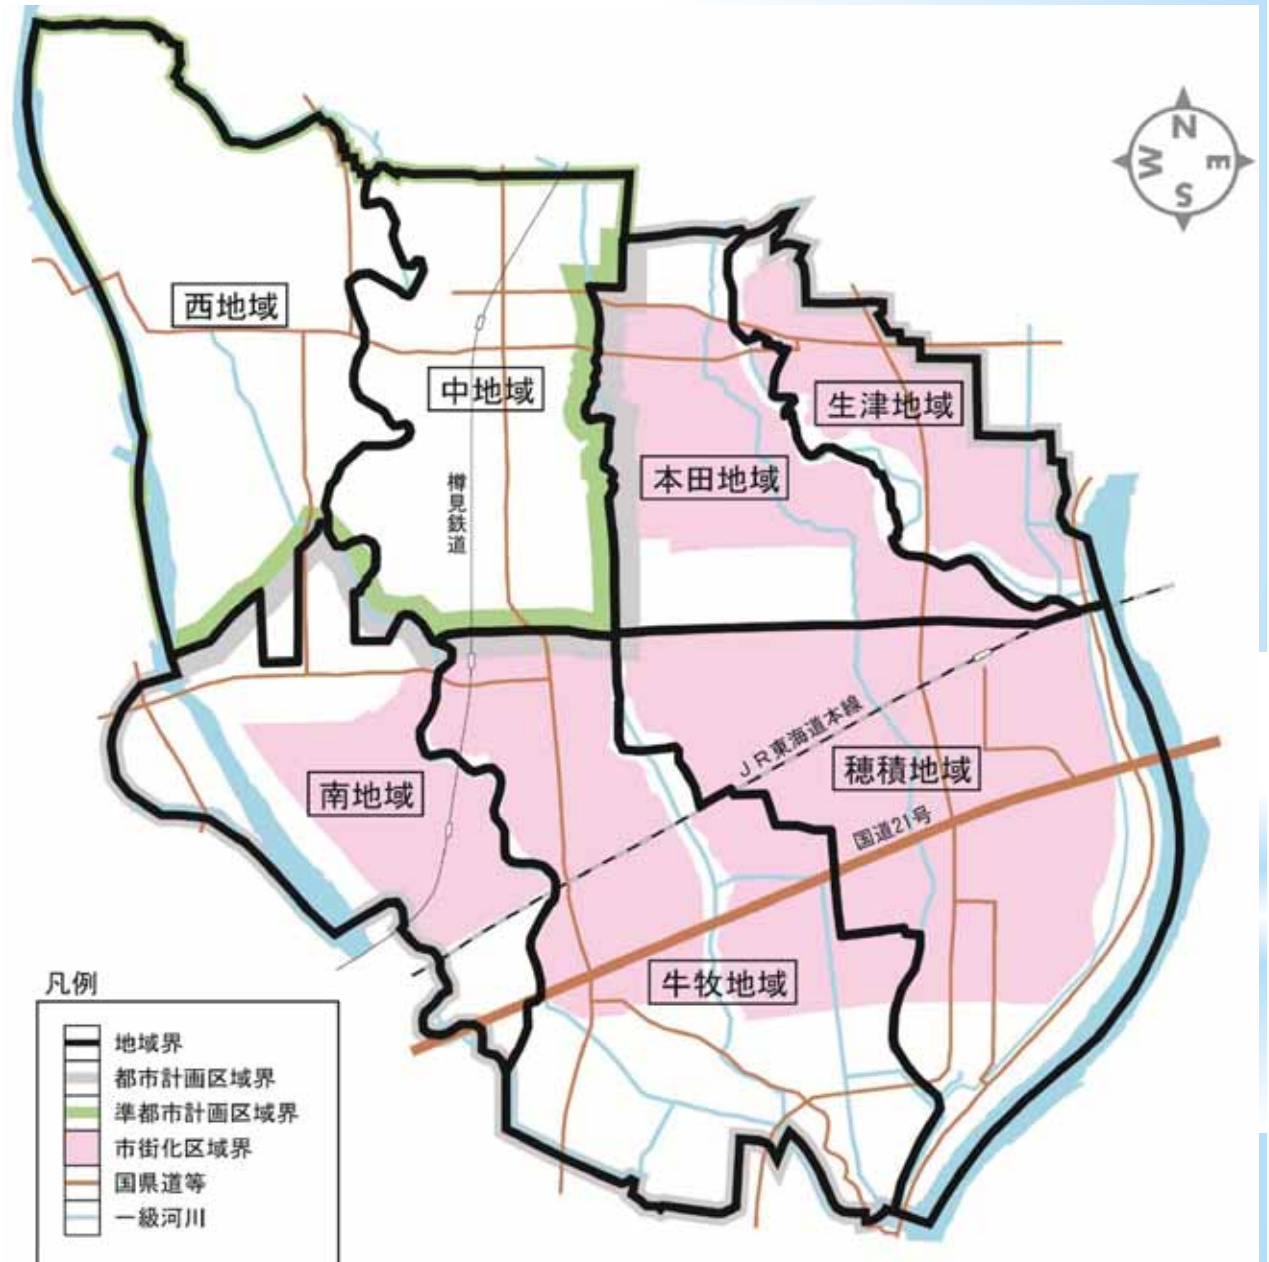 N
W
E
S
西地域
中地域
生津地域
本田地域
樽見鉄道
JR東海道本線
穂積地域
南地域
国道21号
牛牧地域
凡例
地域界
都市計画区域界
準都市計画区域界
市街化区域界
国県道等
一級河川